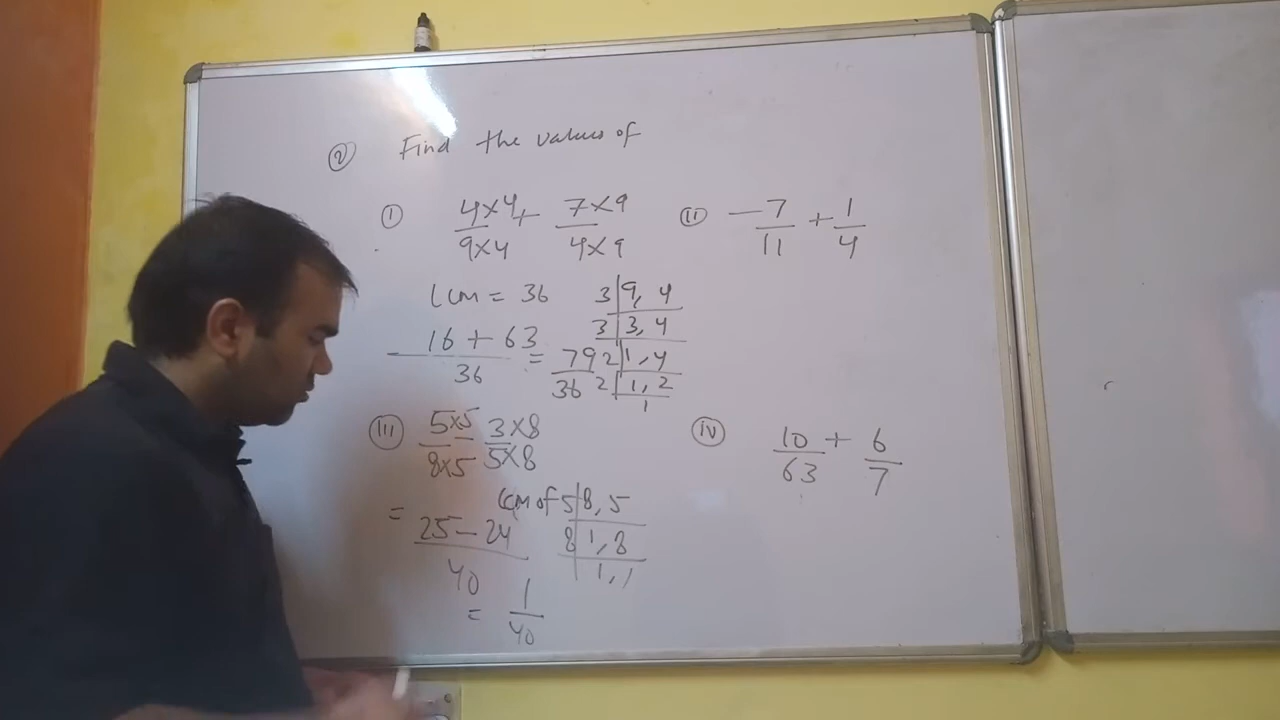 ② Find the values of
① 4×4/9×4 + 7×9/4×9
LCM = 36
3 | 9, 4
3 | 3, 4
2 | 1, 4
2 | 1, 2
1
16 + 63/36 = 79/36
ⓘⓘ −7/11 + 1/4
ⓘⓘⓘ 5×5/8×5 − 3×8/5×8
LCM of 5 | 8, 5
8 | 1, 8
1, 1
= 25 − 24/40
= 1/40
ⓘⓥ 10/63 + 6/7